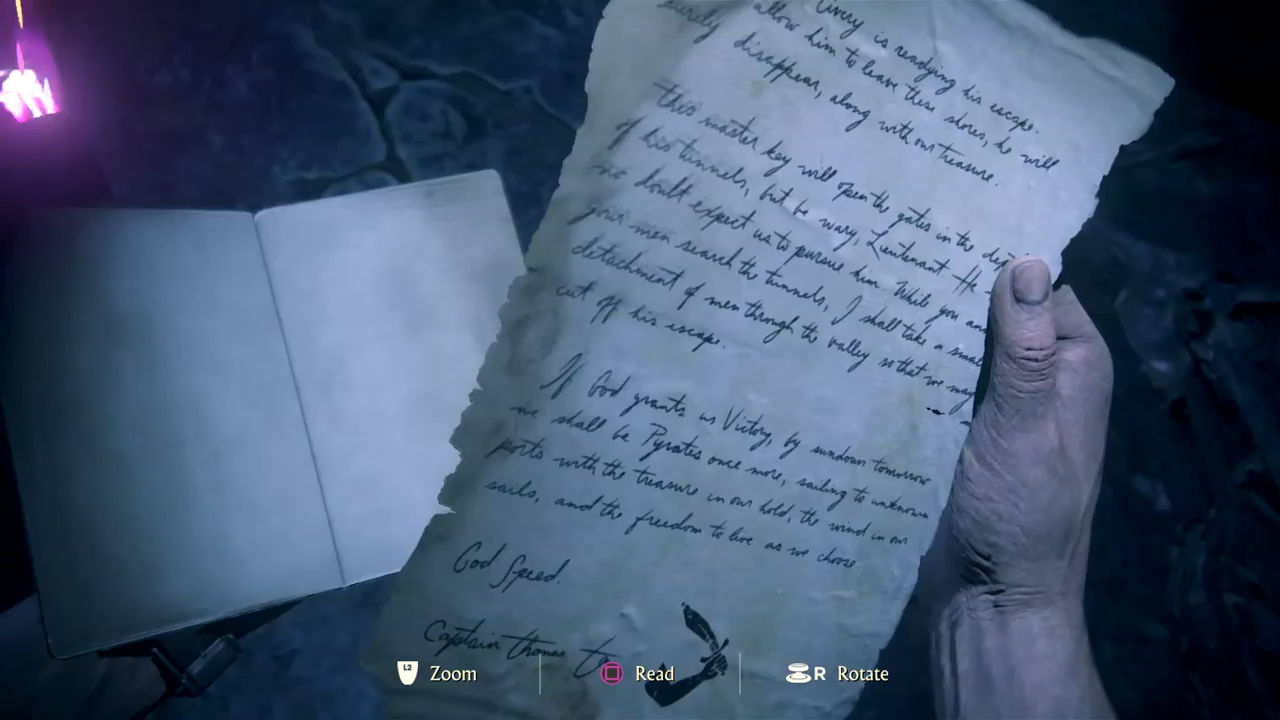 Avery is readying his escape.
allow him to leave these shores, he will
surely disappear, along with our treasure.
This master key will open the gates in the
of his tunnels, but be wary, Lieutenant. He
no doubt expect us to pursue him. While you and
your men search the tunnels, I shall take a small
detachment of men through the valley so that we may
cut off his escape.
If God grants us Victory, by sundown tomorrow
we shall be Pyrates once more, sailing to unknown
ports with the treasure in our hold, the wind in our
sails, and the freedom to live as we choose
God Speed.
Captain Thomas
L2 Zoom
Read
R Rotate